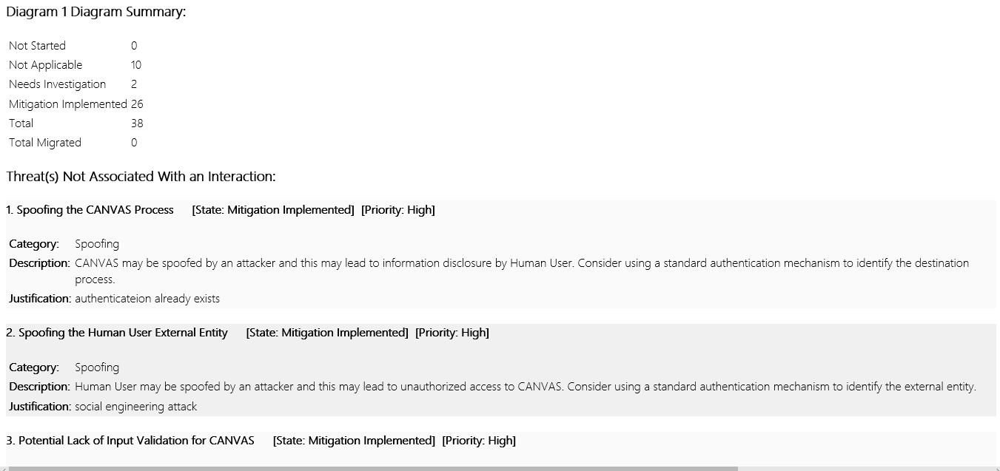 Diagram 1 Diagram Summary:
Not Started 0
Not Applicable 10
Needs Investigation 2
Mitigation Implemented 26
Total 38
Total Migrated 0
Threat(s) Not Associated With an Interaction:
1. Spoofing the CANVAS Process [State: Mitigation Implemented] [Priority: High]
Category: Spoofing
Description: CANVAS may be spoofed by an attacker and this may lead to information disclosure by Human User. Consider using a standard authentication mechanism to identify the destination
process.
Justification: authenticateion already exists
2. Spoofing the Human User External Entity [State: Mitigation Implemented] [Priority: High]
Category: Spoofing
Description: Human User may be spoofed by an attacker and this may lead to unauthorized access to CANVAS. Consider using a standard authentication mechanism to identify the external entity.
Justification: social engineering attack
3. Potential Lack of Input Validation for CANVAS [State: Mitigation Implemented] [Priority: High]